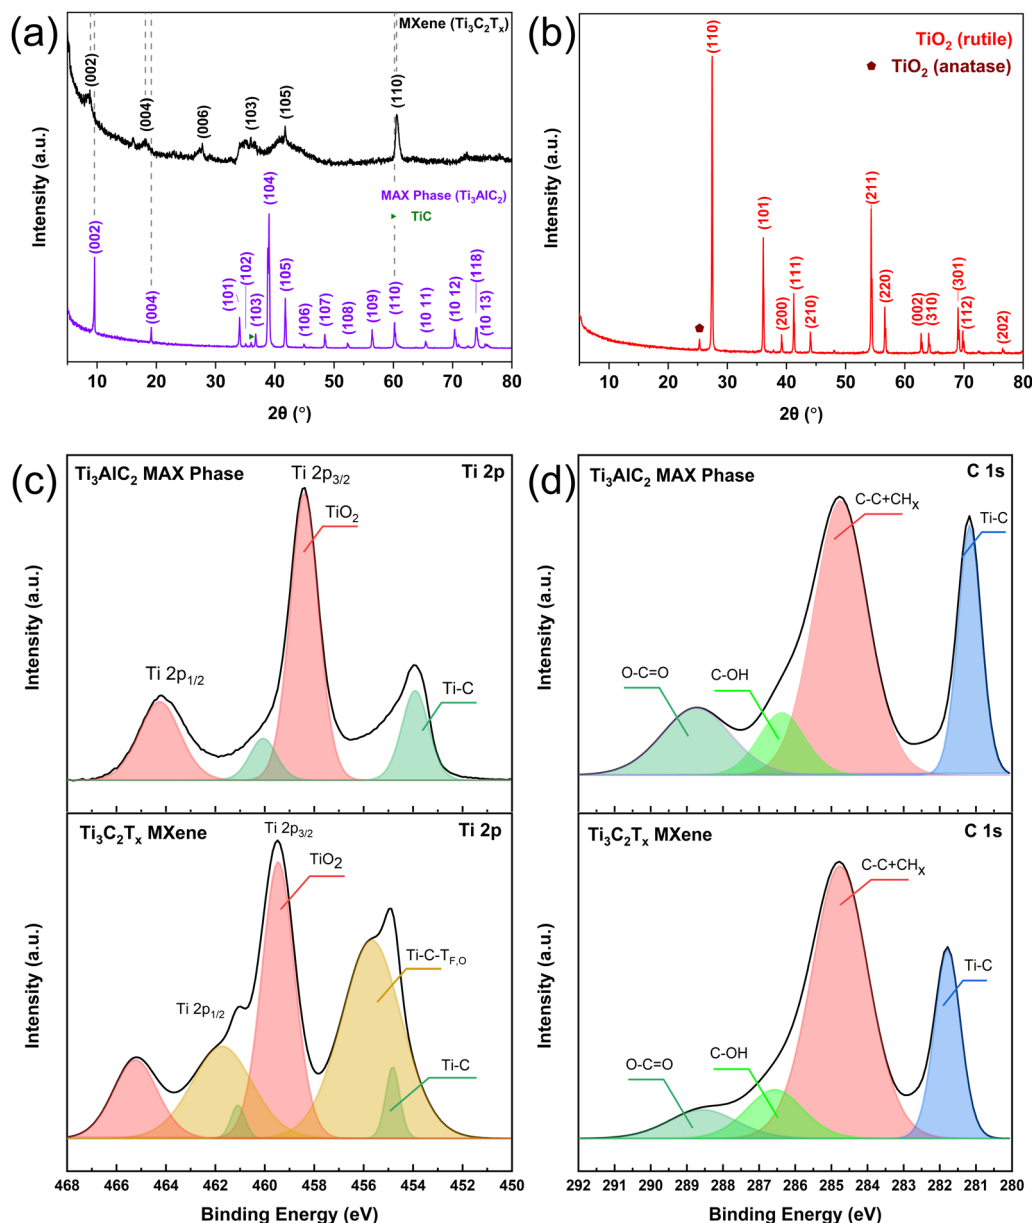 (a)
MXene (Ti₃C₂Tₓ)
(002)
(004)
(006)
(103)
(105)
(110)
MAX Phase (Ti₃AlC₂)
TiC
(002)
(004)
(101)
(102)
(103)
(104)
(105)
(106)
(107)
(108)
(109)
(110)
(10 11)
(10 12)
(118)
(10 13)
Intensity (a.u.)
10 20 30 40 50 60 70 80
2θ (°)
(b)
TiO₂ (rutile)
TiO₂ (anatase)
(110)
(101)
(200)
(111)
(210)
(211)
(220)
(002)
(310)
(301)
(112)
(202)
Intensity (a.u.)
10 20 30 40 50 60 70 80
2θ (°)
(c)
Ti₃AlC₂ MAX Phase
Ti 2p
Ti 2p₃/₂
TiO₂
Ti 2p₁/₂
Ti-C
Intensity (a.u.)
Ti₃C₂Tₓ MXene
Ti 2p
Ti 2p₃/₂
TiO₂
Ti-C-T_F,O
Ti 2p₁/₂
Ti-C
Intensity (a.u.)
468 466 464 462 460 458 456 454 452 450
Binding Energy (eV)
(d)
Ti₃AlC₂ MAX Phase
C 1s
C-C+CHₓ
Ti-C
O-C=O
C-OH
Intensity (a.u.)
Ti₃C₂Tₓ MXene
C 1s
C-C+CHₓ
Ti-C
O-C=O
C-OH
Intensity (a.u.)
292 291 290 289 288 287 286 285 284 283 282 281 280
Binding Energy (eV)